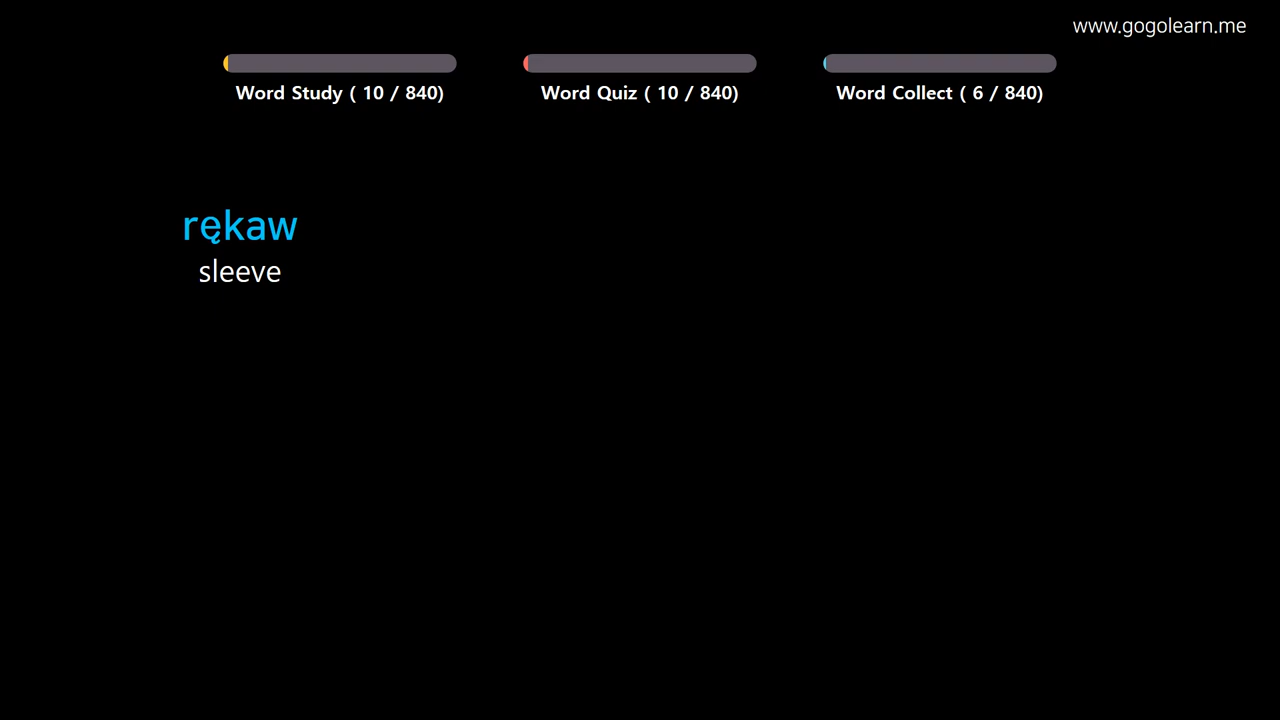 www.gogolearn.me
Word Study ( 10 / 840)
Word Quiz ( 10 / 840)
Word Collect ( 6 / 840)
rękaw
sleeve